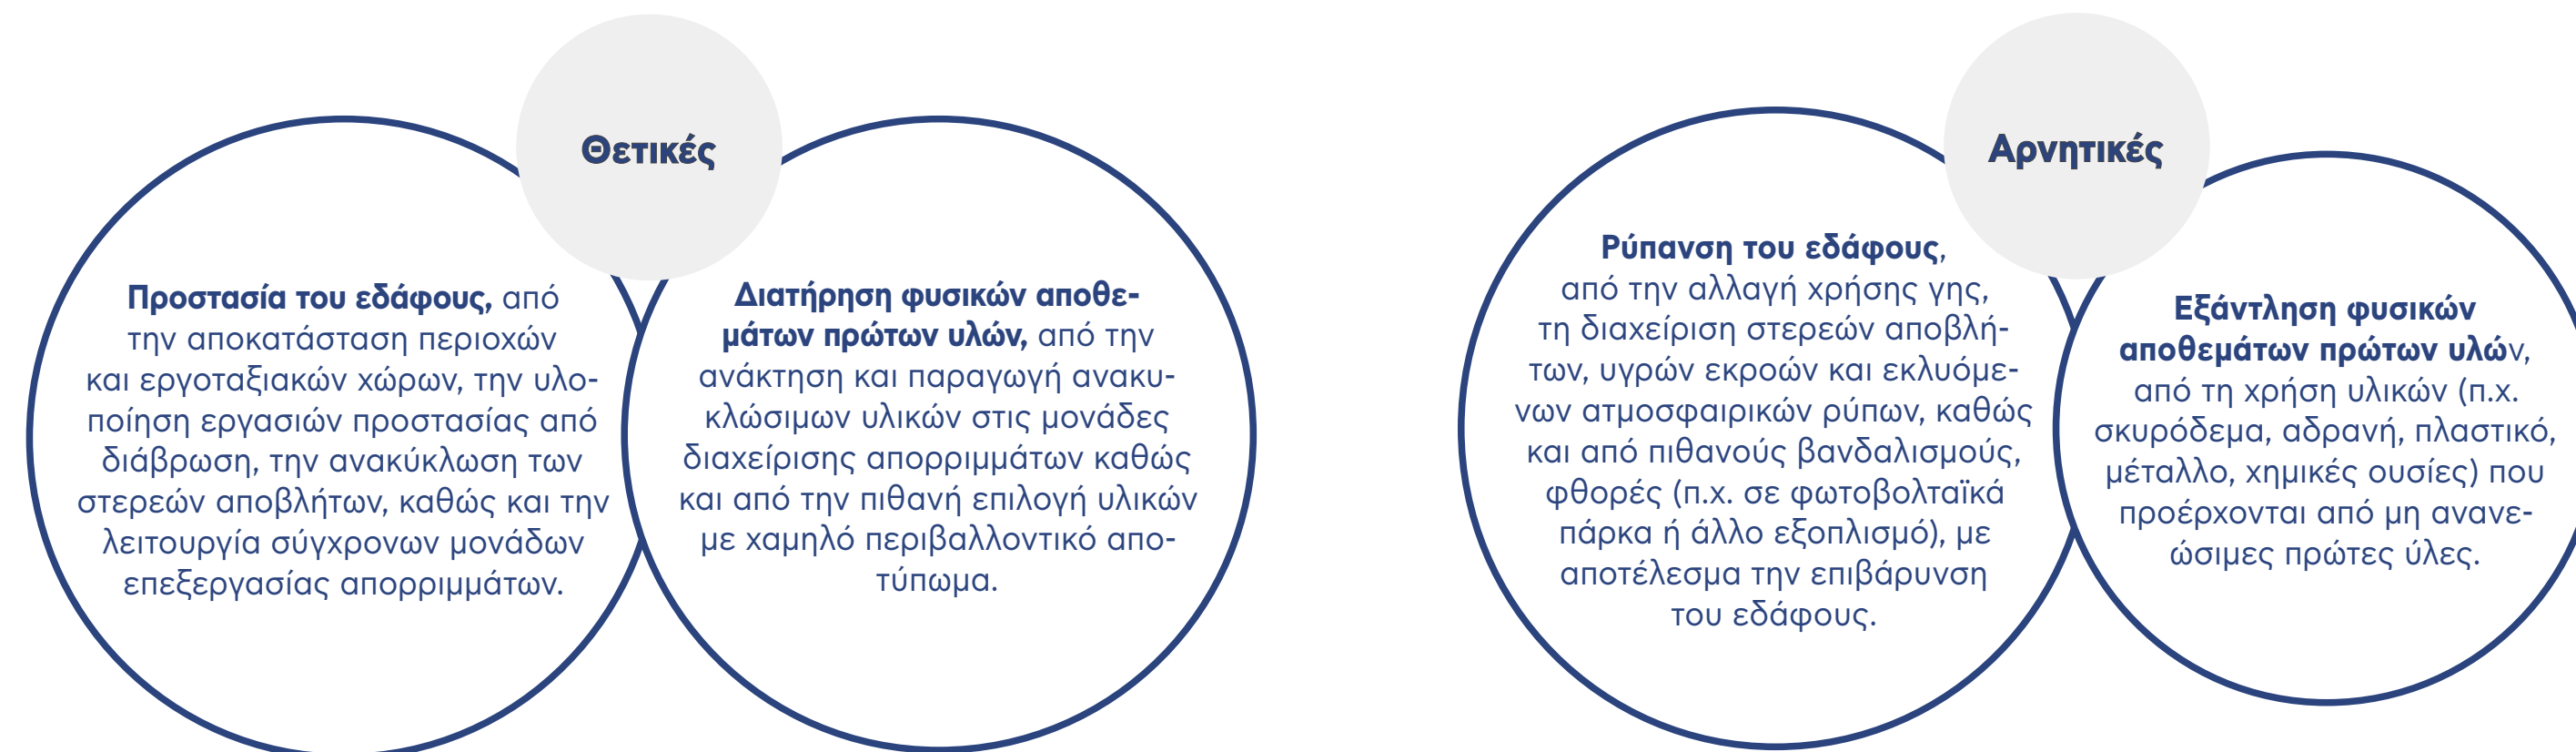 Θετικές
Προστασία του εδάφους, από
την αποκατάσταση περιοχών
και εργοταξιακών χώρων, την υλο-
ποίηση εργασιών προστασίας από
διάβρωση, την ανακύκλωση των
στερεών αποβλήτων, καθώς και την
λειτουργία σύγχρονων μονάδων
επεξεργασίας απορριμμάτων.
Διατήρηση φυσικών αποθε-
μάτων πρώτων υλών, από την
ανάκτηση και παραγωγή ανακυ-
κλώσιμων υλικών στις μονάδες
διαχείρισης απορριμμάτων καθώς
και από την πιθανή επιλογή υλικών
με χαμηλό περιβαλλοντικό απο-
τύπωμα.
Αρνητικές
Ρύπανση του εδάφους,
από την αλλαγή χρήσης γης,
τη διαχείριση στερεών αποβλή-
των, υγρών εκροών και εκλυόμε-
νων ατμοσφαιρικών ρύπων, καθώς
και από πιθανούς βανδαλισμούς,
φθορές (π.χ. σε φωτοβολταϊκά
πάρκα ή άλλο εξοπλισμό), με
αποτέλεσμα την επιβάρυνση
του εδάφους.
Εξάντληση φυσικών
αποθεμάτων πρώτων υλών,
από τη χρήση υλικών (π.χ.
σκυρόδεμα, αδρανή, πλαστικό,
μέταλλο, χημικές ουσίες) που
προέρχονται από μη ανανε-
ώσιμες πρώτες ύλες.